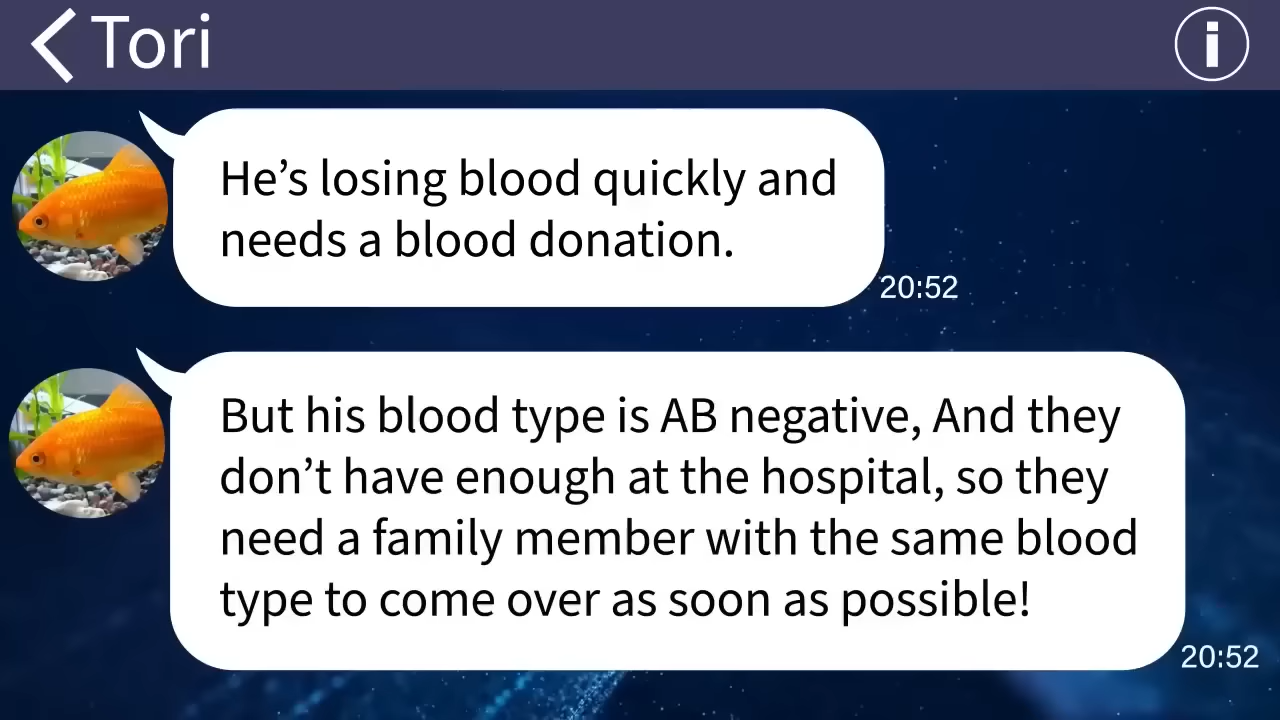 Tori
He’s losing blood quickly and
needs a blood donation.
20:52
But his blood type is AB negative, And they
don’t have enough at the hospital, so they
need a family member with the same blood
type to come over as soon as possible!
20:52